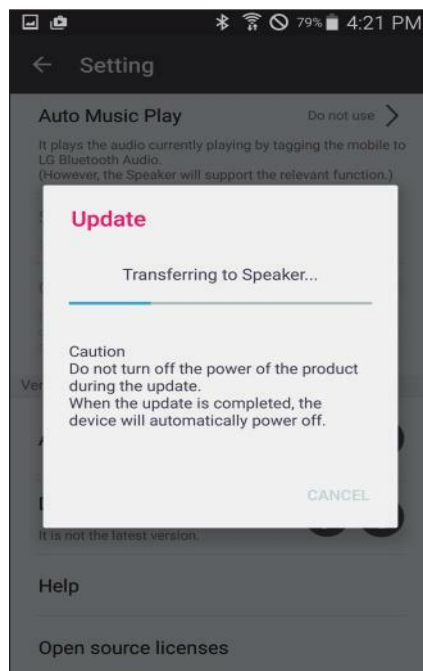 79% 4:21 PM
Setting
Auto Music Play Do not use
It plays the audio currently playing by tagging the mobile to
LG Bluetooth Audio.
(However, the Speaker will support the relevant function.)
Update
Transferring to Speaker...
Caution
Do not turn off the power of the product
during the update.
When the update is completed, the
device will automatically power off.
CANCEL
It is not the latest version.
Help
Open source licenses